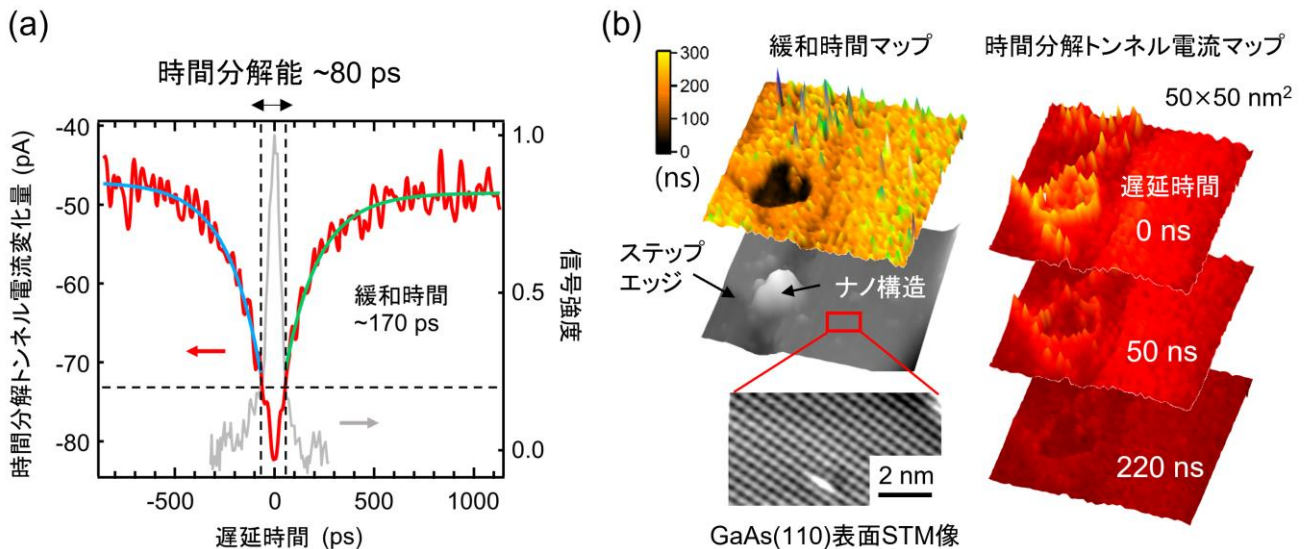 (a)
時間分解能 ~80 ps
時間分解トンネル電流変化量 (pA)
-40
-50
-60
-70
-80
1.0
0.5
0.0
信号強度
緩和時間
~170 ps
-500
0
500
1000
遅延時間 (ps)
(b)
緩和時間マップ
時間分解トンネル電流マップ
300
200
100
0
(ns)
50×50 nm²
遅延時間
0 ns
50 ns
220 ns
ステップ
エッジ
ナノ構造
2 nm
GaAs(110)表面STM像